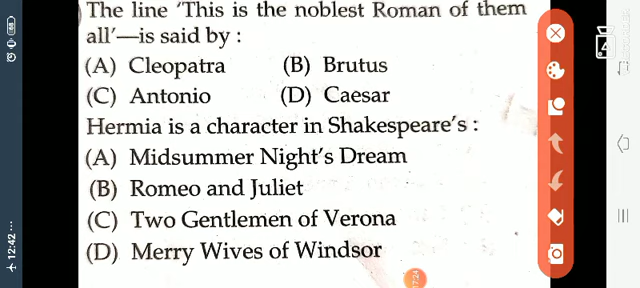 The line 'This is the noblest Roman of them
all'—is said by :
(A) Cleopatra (B) Brutus
(C) Antonio (D) Caesar
Hermia is a character in Shakespeare's :
(A) Midsummer Night's Dream
(B) Romeo and Juliet
(C) Two Gentlemen of Verona
(D) Merry Wives of Windsor
17:24
12:42 ...